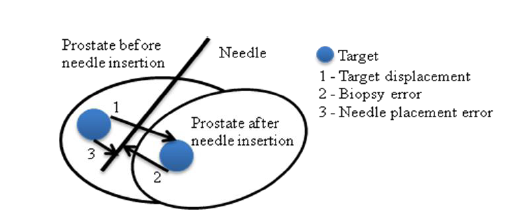 Prostate before
needle insertion
Needle
Target
1 - Target displacement
2 - Biopsy error
3 - Needle placement error
1
Prostate after
needle insertion
3
2